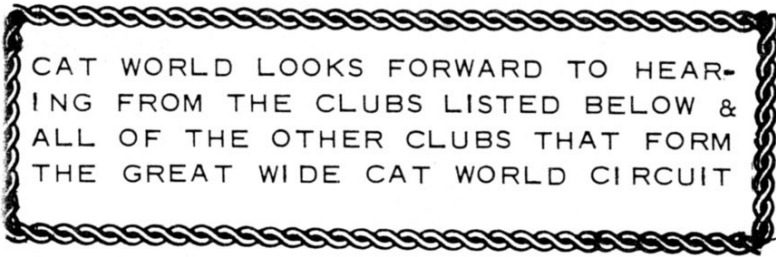 CAT WORLD LOOKS FORWARD TO HEAR-
ING FROM THE CLUBS LISTED BELOW &
ALL OF THE OTHER CLUBS THAT FORM
THE GREAT WIDE CAT WORLD CIRCUIT